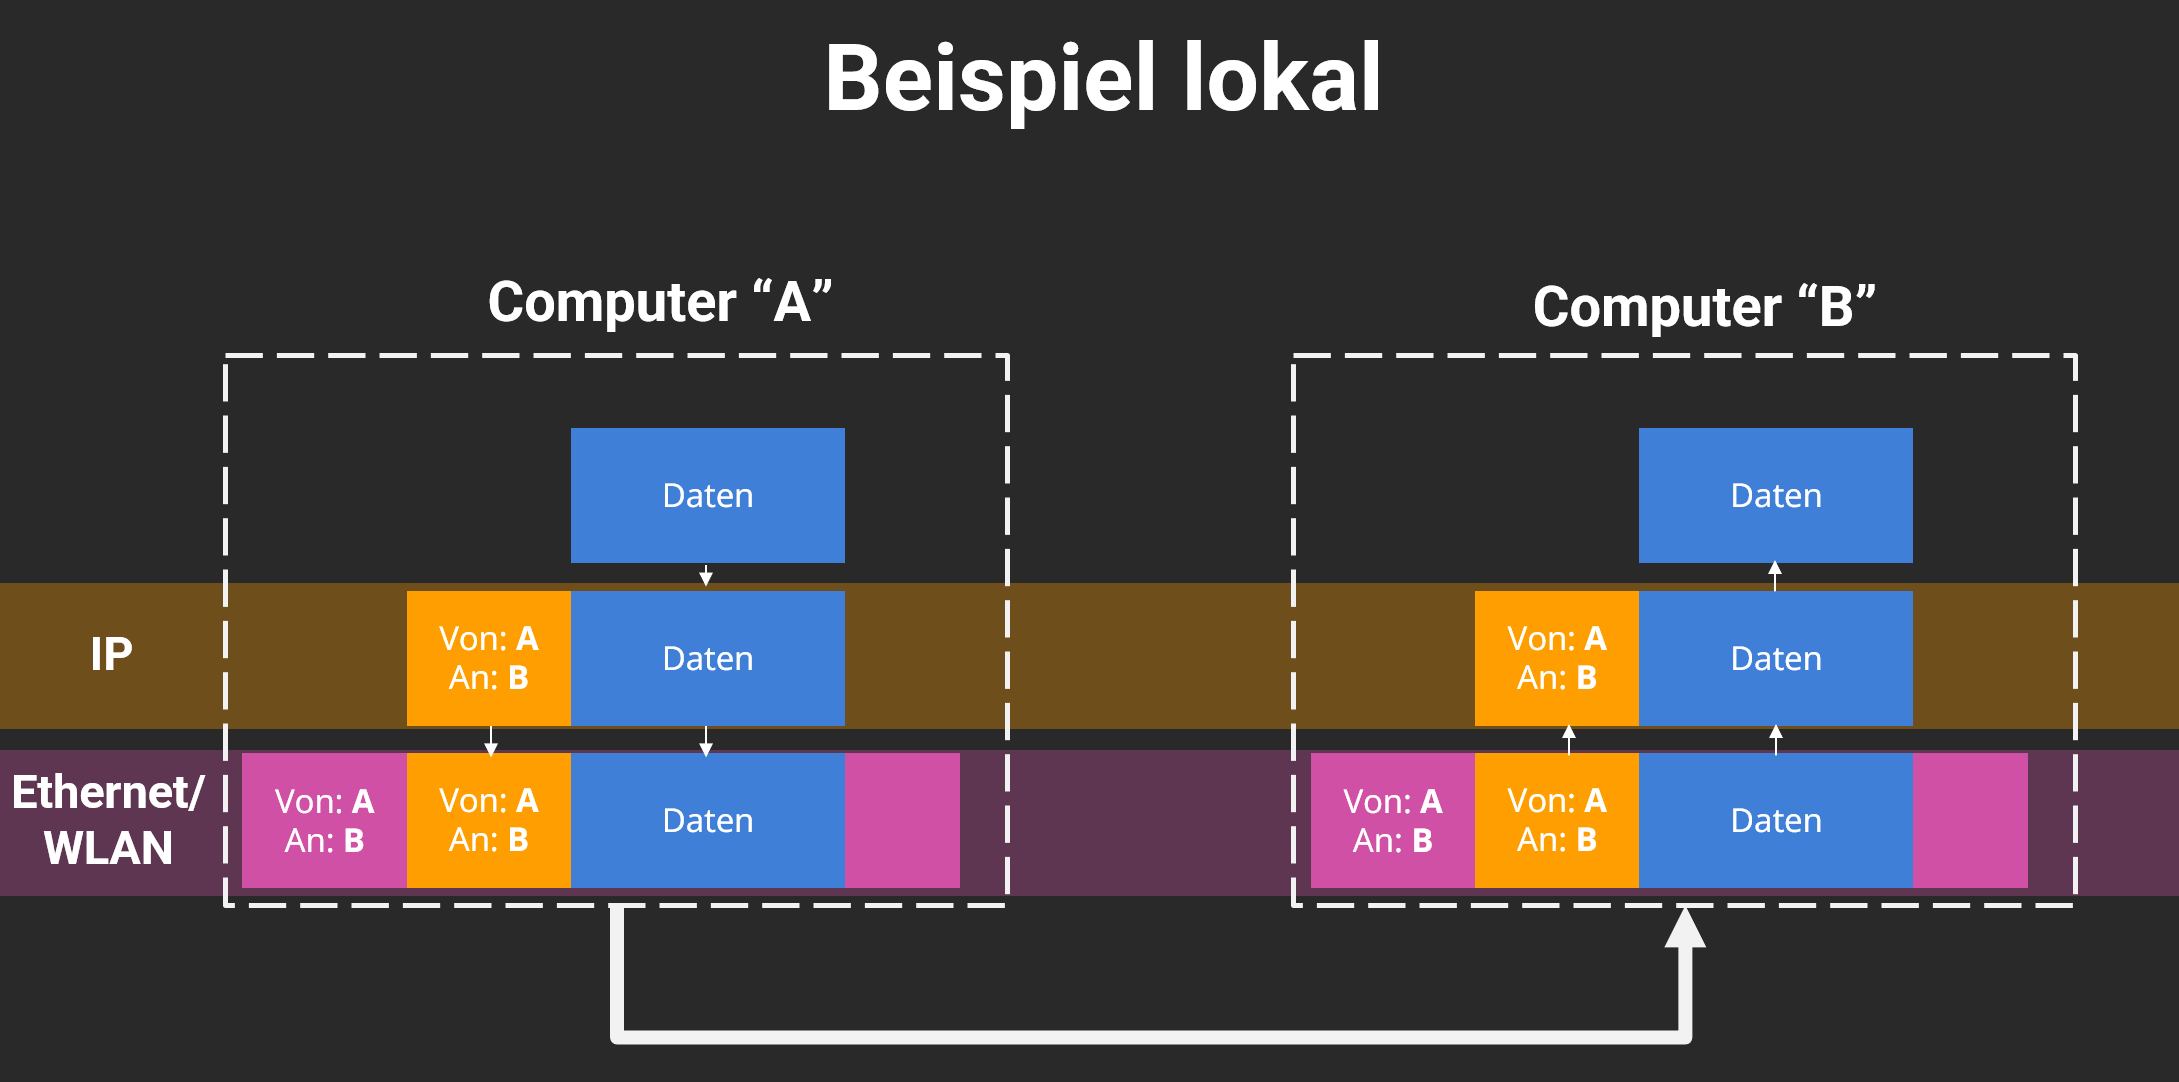 Beispiel lokal
Computer “A”
Computer “B”
Daten
Daten
IP
Von: A
An: B
Daten
Von: A
An: B
Daten
Ethernet/
WLAN
Von: A
An: B
Von: A
An: B
Daten
Von: A
An: B
Von: A
An: B
Daten